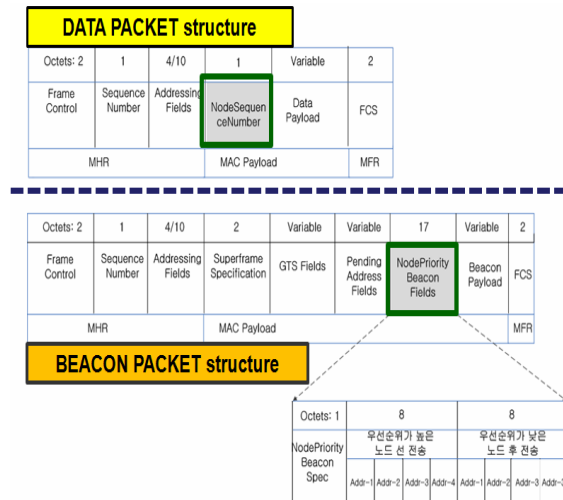 DATA PACKET structure
Octets: 2 1 4/10 1 Variable 2
Frame Control Sequence Number Addressing Fields NodeSequenceNumber Data Payload FCS
MHR MAC Payload MFR
Octets: 2 1 4/10 2 Variable Variable 17 Variable 2
Frame Control Sequence Number Addressing Fields Superframe Specification GTS Fields Pending Address Fields NodePriority Beacon Fields Beacon Payload FCS
MHR MAC Payload MFR
BEACON PACKET structure
Octets: 1 8 8
NodePriority Beacon Spec 우선순위가 높은 노드 선 전송 우선순위가 낮은 노드 후 전송
Addr-1 Addr-2 Addr-3 Addr-4 Addr-1 Addr-2 Addr-3 Addr-3